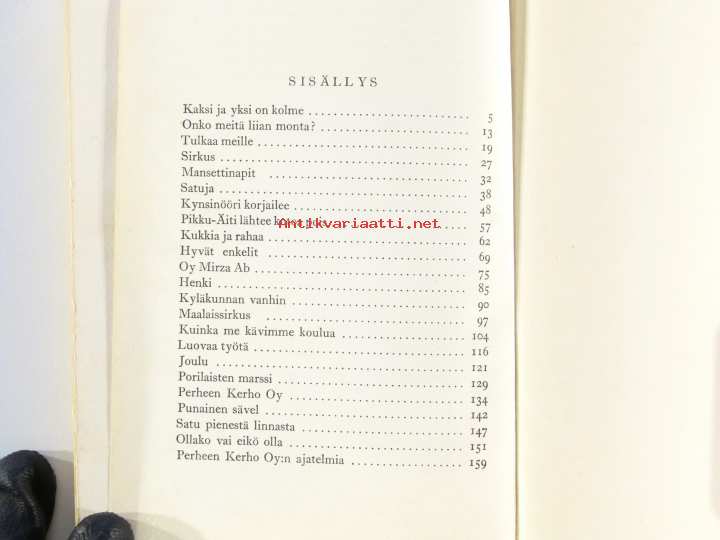 SISÄLLYS
Kaksi ja yksi on kolme 5
Onko meitä liian monta? 13
Tulkaa meille 19
Sirkus 27
Mansettinapit 32
Satuja 38
Kynsinööri korjailee 48
Pikku-Äiti lähtee 57
Antikvariaatti.net
Kukkia ja rahaa 62
Hyvät enkelit 69
Oy Mirza Ab 75
Henki 85
Kyläkunnan vanhin 90
Maalaissirkus 97
Kuinka me kävimme koulua 104
Luovaa työtä 116
Joulu 121
Porilaisten marssi 129
Perheen Kerho Oy 134
Punainen sävel 142
Satu pienestä linnasta 147
Ollako vai eikö olla 151
Perheen Kerho Oy:n ajatelmia 159